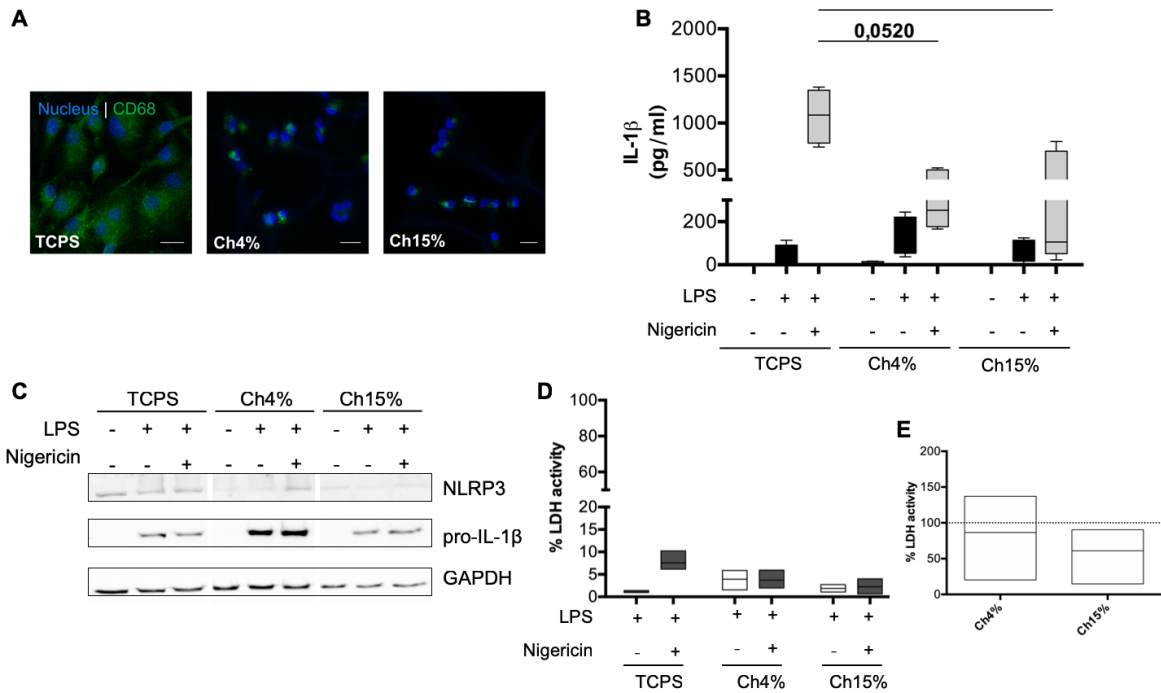 A
Nucleus | CD68
TCPS
Ch4%
Ch15%
B
0,0520
2000
1500
1000
500
200
0
IL-1β
(pg/ml)
LPS - + + - + + - + +
Nigericin - - + - - + - - +
TCPS Ch4% Ch15%
C
TCPS Ch4% Ch15%
LPS - + + - + + - + +
Nigericin - - + - - + - - +
NLRP3
pro-IL-1β
GAPDH
D
100
80
60
20
15
10
5
0
% LDH activity
LPS + + + + + +
Nigericin - + - + - +
TCPS Ch4% Ch15%
E
200
150
100
50
0
% LDH activity
Ch4%
Ch15%